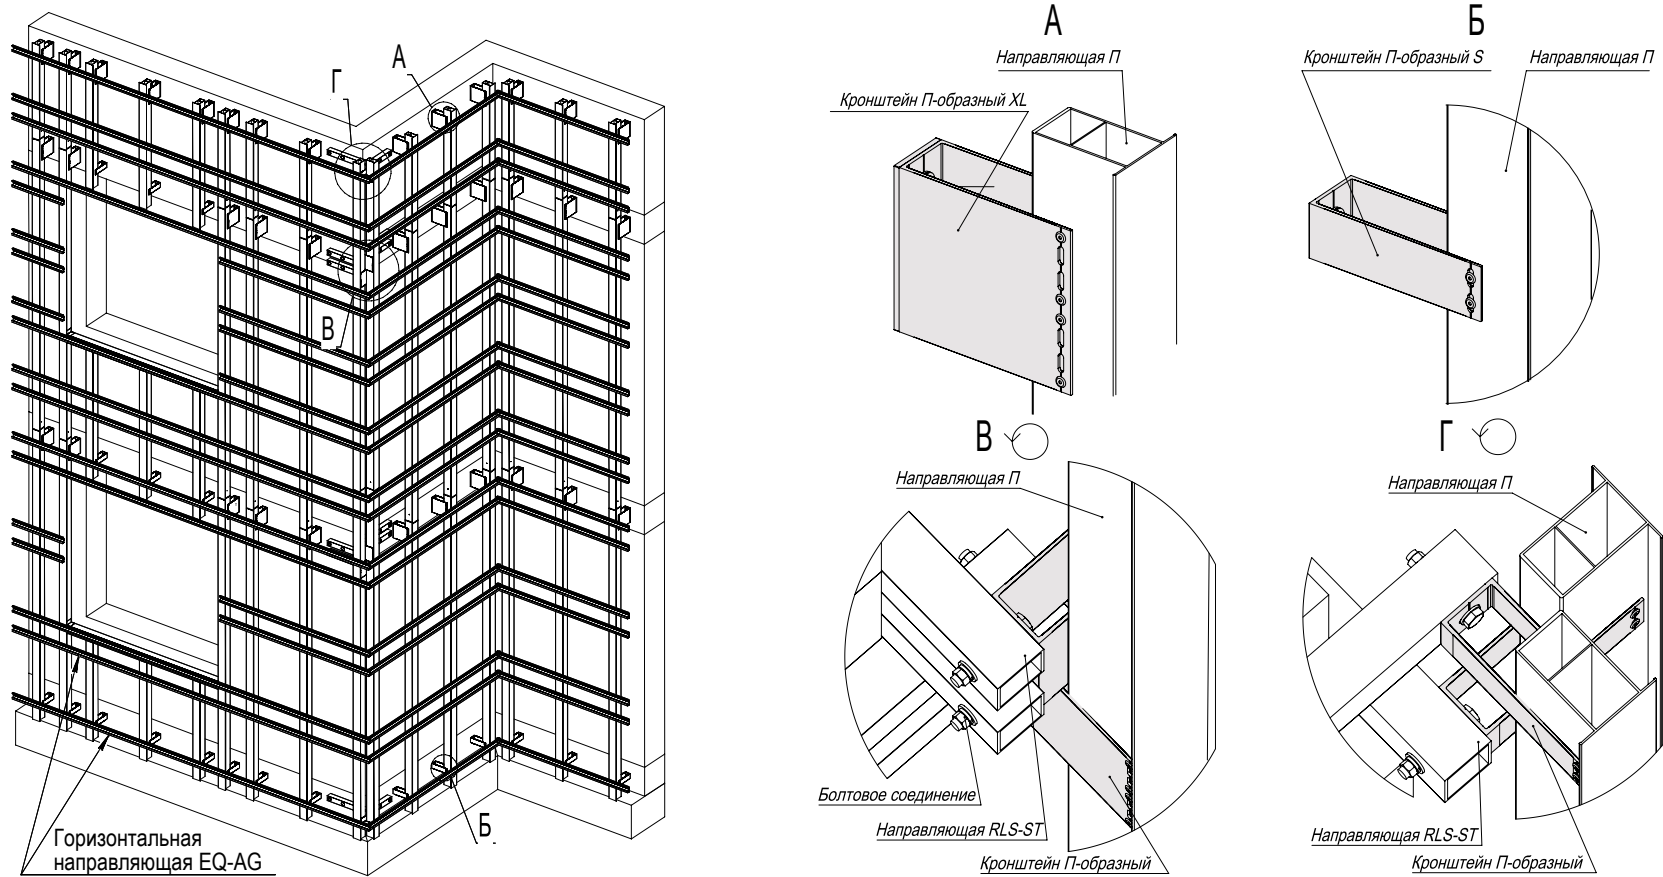 А
Г
В
Б
Горизонтальная
направляющая EQ-AG
А
Направляющая П
Кронштейн П-образный XL
Б
Кронштейн П-образный S
Направляющая П
В
Направляющая П
Болтовое соединение
Направляющая RLS-ST
Кронштейн П-образный
Г
Направляющая П
Направляющая RLS-ST
Кронштейн П-образный